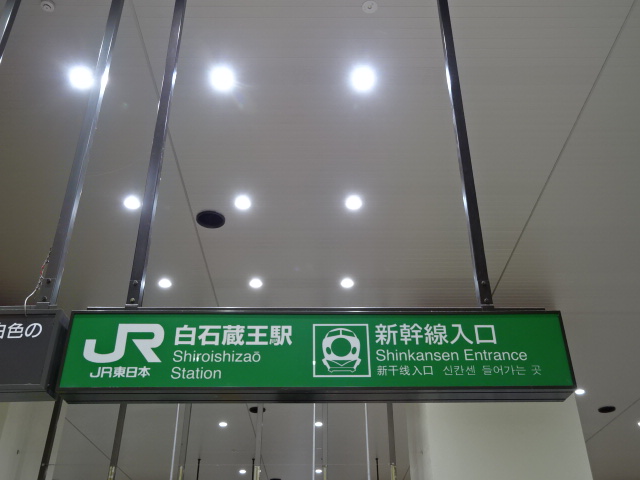 白色の
JR
JR東日本
白石蔵王駅
Shiroishizaō
Station
新幹線入口
Shinkansen Entrance
新干线入口 신칸센 들어가는 곳